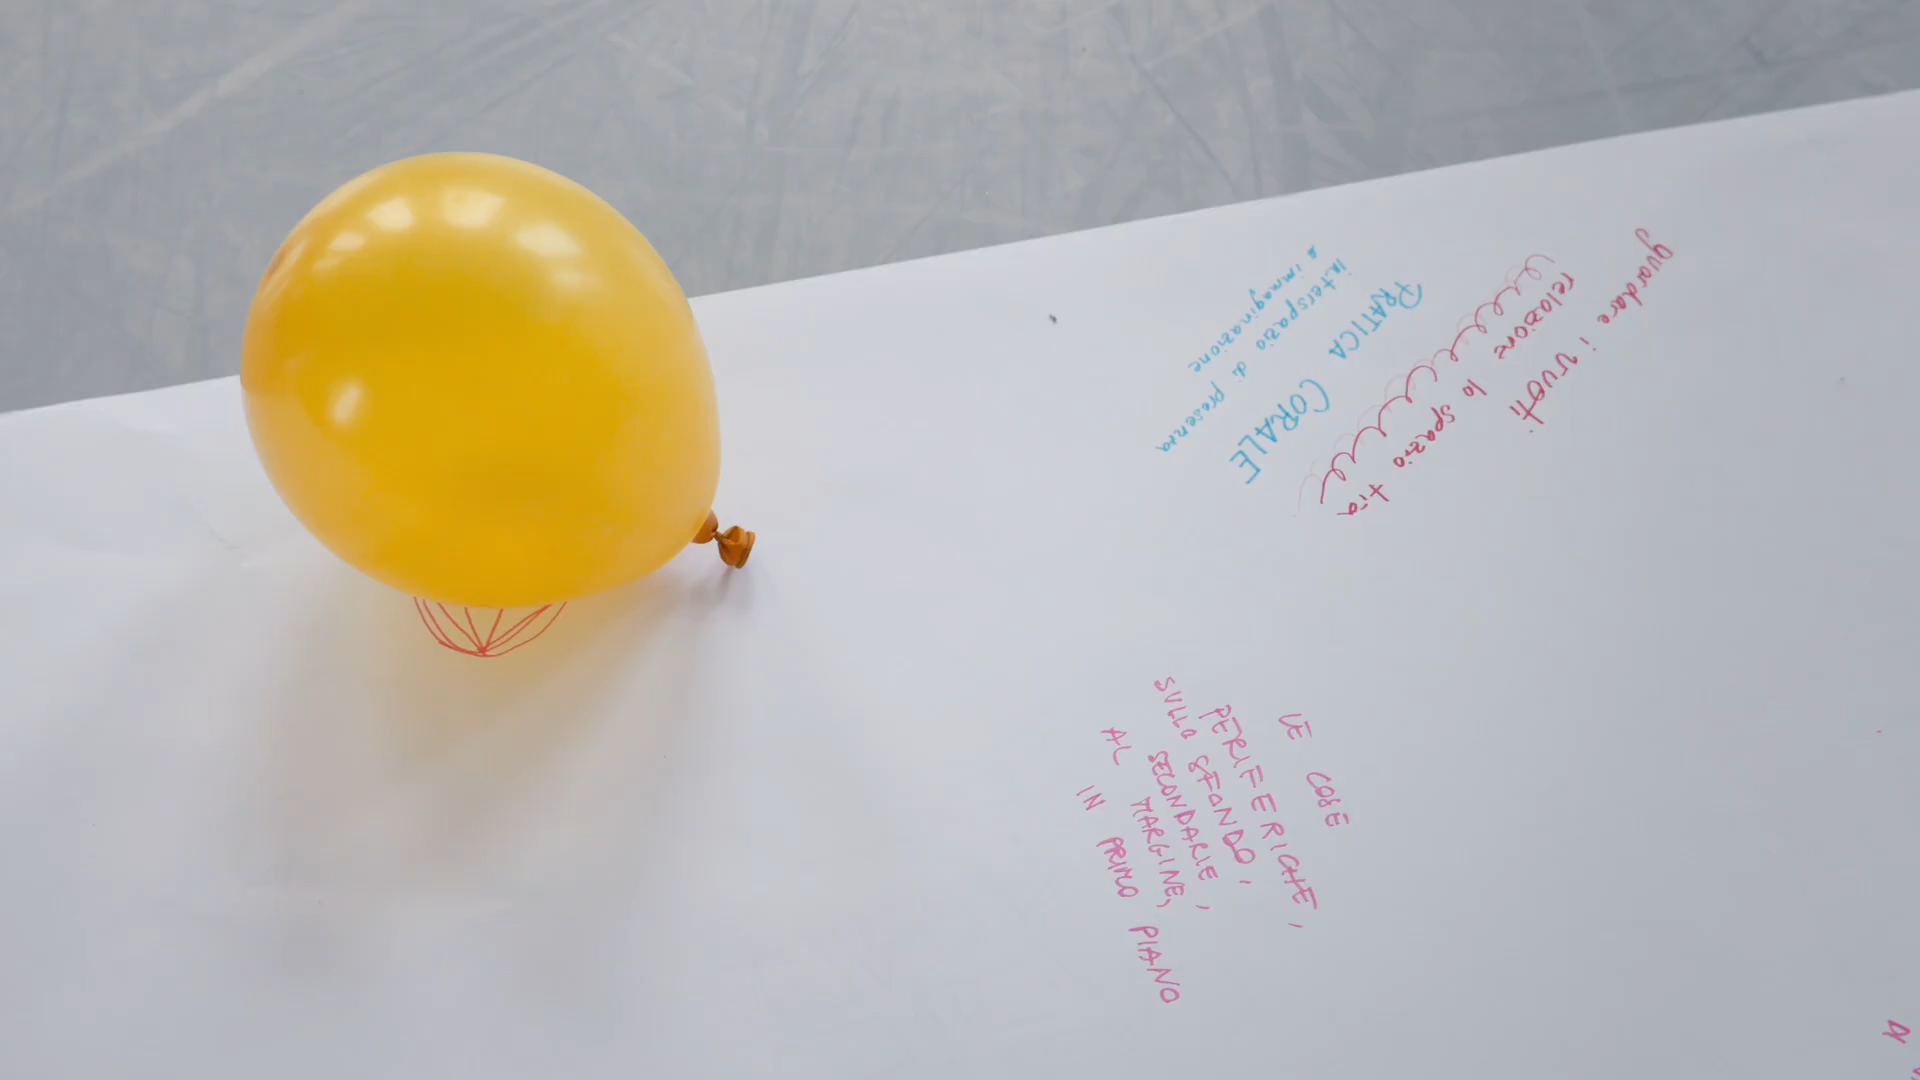 guardare i vuoti
relazione lo spazio tra
PRATICA CORALE
interspazio di presenza
e immaginazione
LE COSE
PERIFERICHE,
SULLO SFONDO,
SECONDARIE,
AL MARGINE,
IN PRIMO PIANO